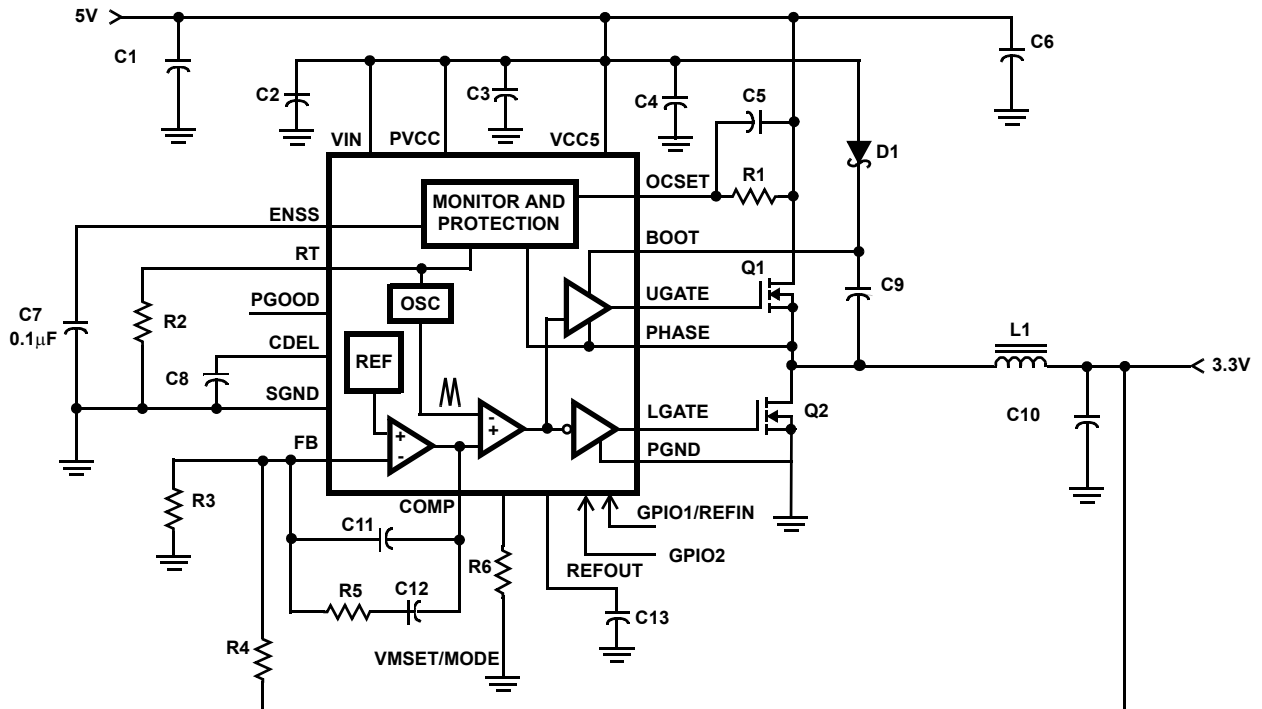 5V
C1
C6
C2
C3
C4
C5
VIN
PVCC
VCC5
D1
OCSET
R1
MONITOR AND
PROTECTION
ENSS
BOOT
RT
Q1
C9
UGATE
PGOOD
OSC
C7
0.1μF
R2
L1
PHASE
CDEL
REF
3.3V
C8
SGND
LGATE
Q2
C10
+
-
-
+
FB
PGND
R3
COMP
GPIO1/REFIN
C11
GPIO2
R6
REFOUT
R5
C12
C13
R4
VMSET/MODE